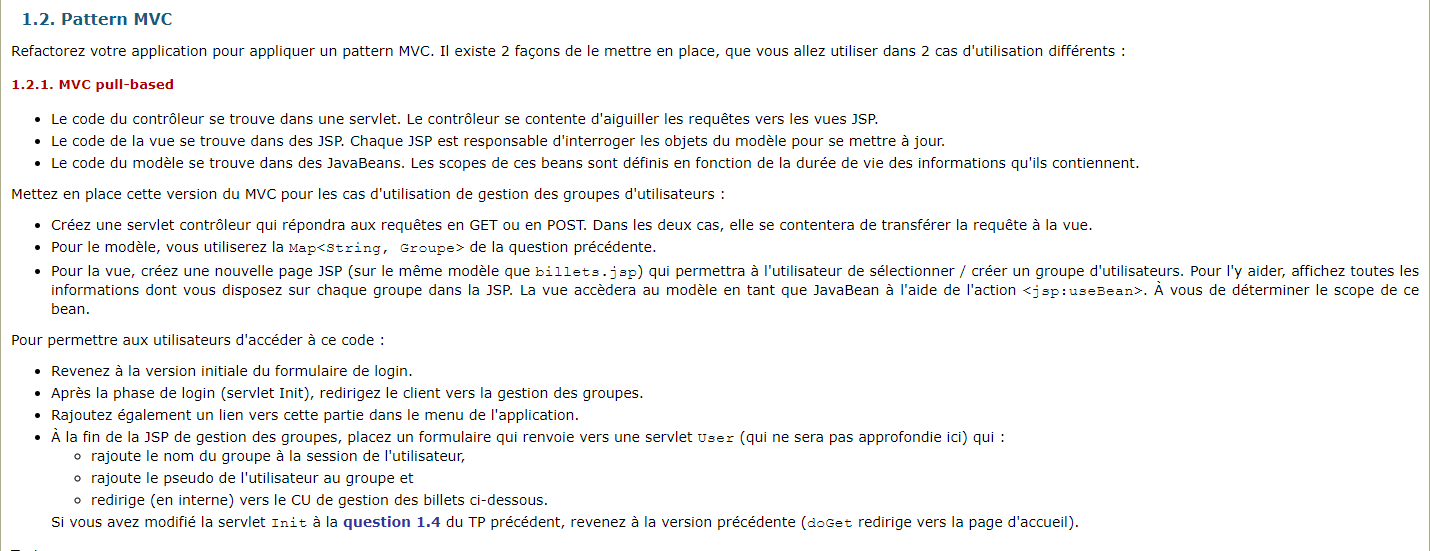 1.2. Pattern MVC
Refactorez votre application pour appliquer un pattern MVC. Il existe 2 façons de le mettre en place, que vous allez utiliser dans 2 cas d'utilisation différents :
1.2.1. MVC pull-based
• Le code du contrôleur se trouve dans une servlet. Le contrôleur se contente d'aiguiller les requêtes vers les vues JSP.
• Le code de la vue se trouve dans des JSP. Chaque JSP est responsable d'interroger les objets du modèle pour se mettre à jour.
• Le code du modèle se trouve dans des JavaBeans. Les scopes de ces beans sont définis en fonction de la durée de vie des informations qu'ils contiennent.
Mettez en place cette version du MVC pour les cas d'utilisation de gestion des groupes d'utilisateurs :
• Créez une servlet contrôleur qui répondra aux requêtes en GET ou en POST. Dans les deux cas, elle se contentera de transférer la requête à la vue.
• Pour le modèle, vous utiliserez la Map<String, Groupe> de la question précédente.
• Pour la vue, créez une nouvelle page JSP (sur le même modèle que billets.jsp) qui permettra à l'utilisateur de sélectionner / créer un groupe d'utilisateurs. Pour l'y aider, affichez toutes les
informations dont vous disposez sur chaque groupe dans la JSP. La vue accèdera au modèle en tant que JavaBean à l'aide de l'action <jsp:useBean>. À vous de déterminer le scope de ce
bean.
Pour permettre aux utilisateurs d'accéder à ce code :
• Revenez à la version initiale du formulaire de login.
• Après la phase de login (servlet Init), redirigez le client vers la gestion des groupes.
• Rajoutez également un lien vers cette partie dans le menu de l'application.
• À la fin de la JSP de gestion des groupes, placez un formulaire qui renvoie vers une servlet User (qui ne sera pas approfondie ici) qui :
◦ rajoute le nom du groupe à la session de l'utilisateur,
◦ rajoute le pseudo de l'utilisateur au groupe et
◦ redirige (en interne) vers le CU de gestion des billets ci-dessous.
Si vous avez modifié la servlet Init à la question 1.4 du TP précédent, revenez à la version précédente (doGet redirige vers la page d'accueil).